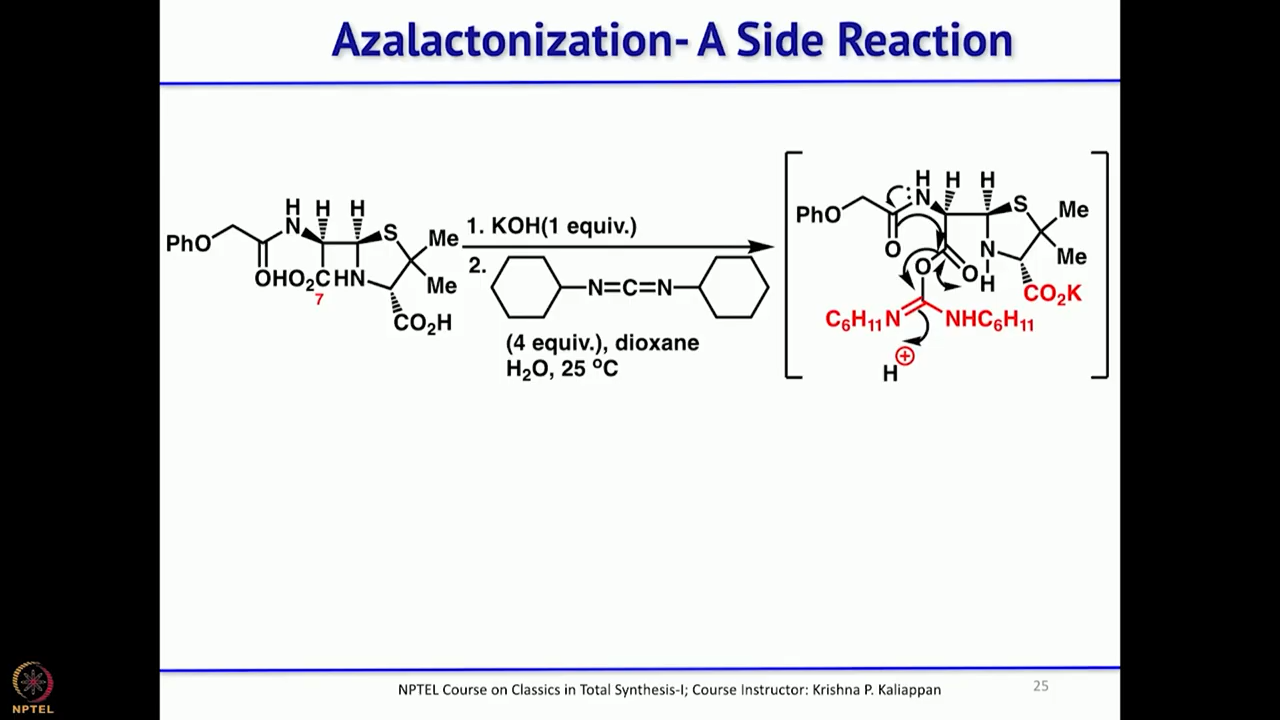 Azalactonization- A Side Reaction
H H H
N
PhO
S
Me
Me
O
HO2C
HN
7
CO2H
1. KOH(1 equiv.)
2.
N=C=N
(4 equiv.), dioxane
H2O, 25 ºC
H H H
N
PhO
S
Me
Me
O
O
O
N
H
CO2K
C6H11N
NHC6H11
H
+
NPTEL
NPTEL Course on Classics in Total Synthesis-I; Course Instructor: Krishna P. Kaliappan
25